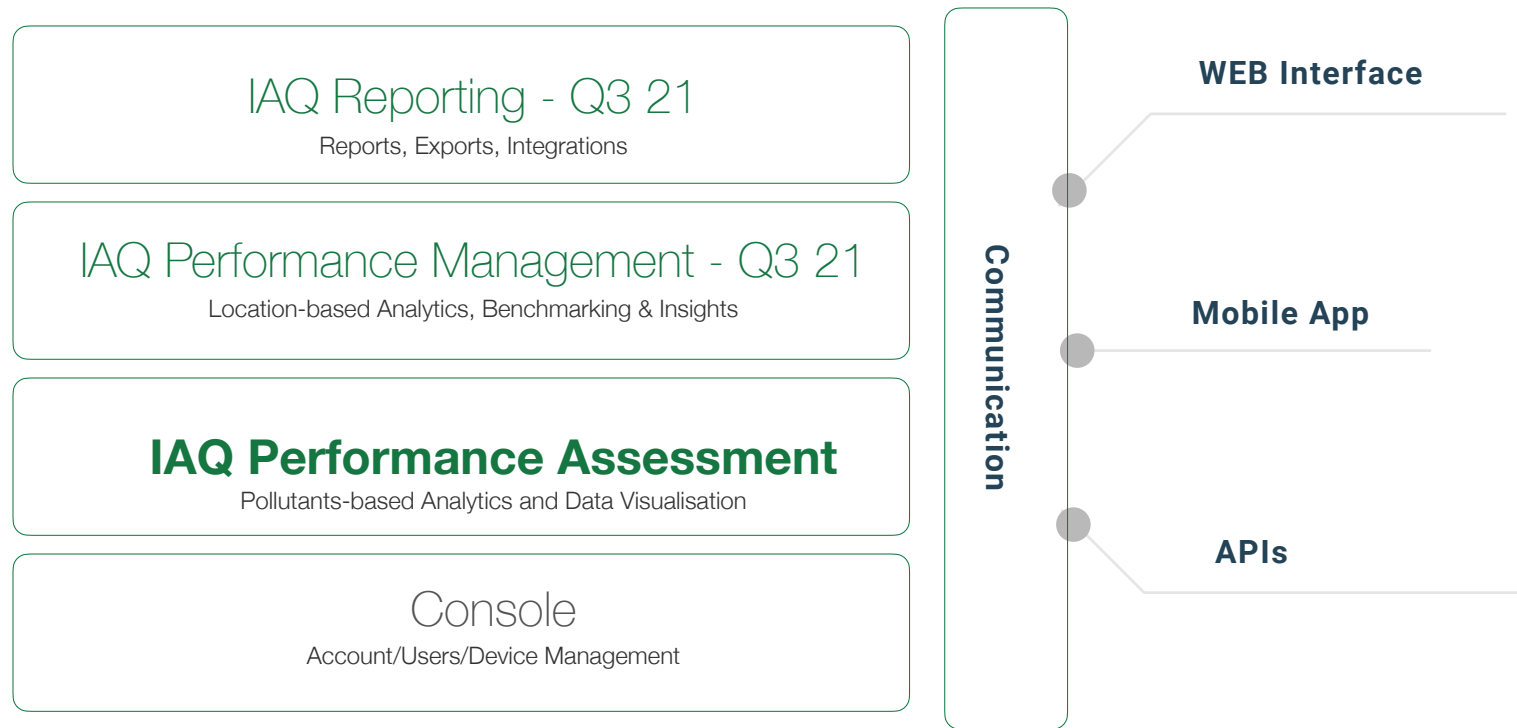 IAQ Reporting - Q3 21
Reports, Exports, Integrations
IAQ Performance Management - Q3 21
Location-based Analytics, Benchmarking & Insights
IAQ Performance Assessment
Pollutants-based Analytics and Data Visualisation
Console
Account/Users/Device Management
Communication
WEB Interface
Mobile App
APIs